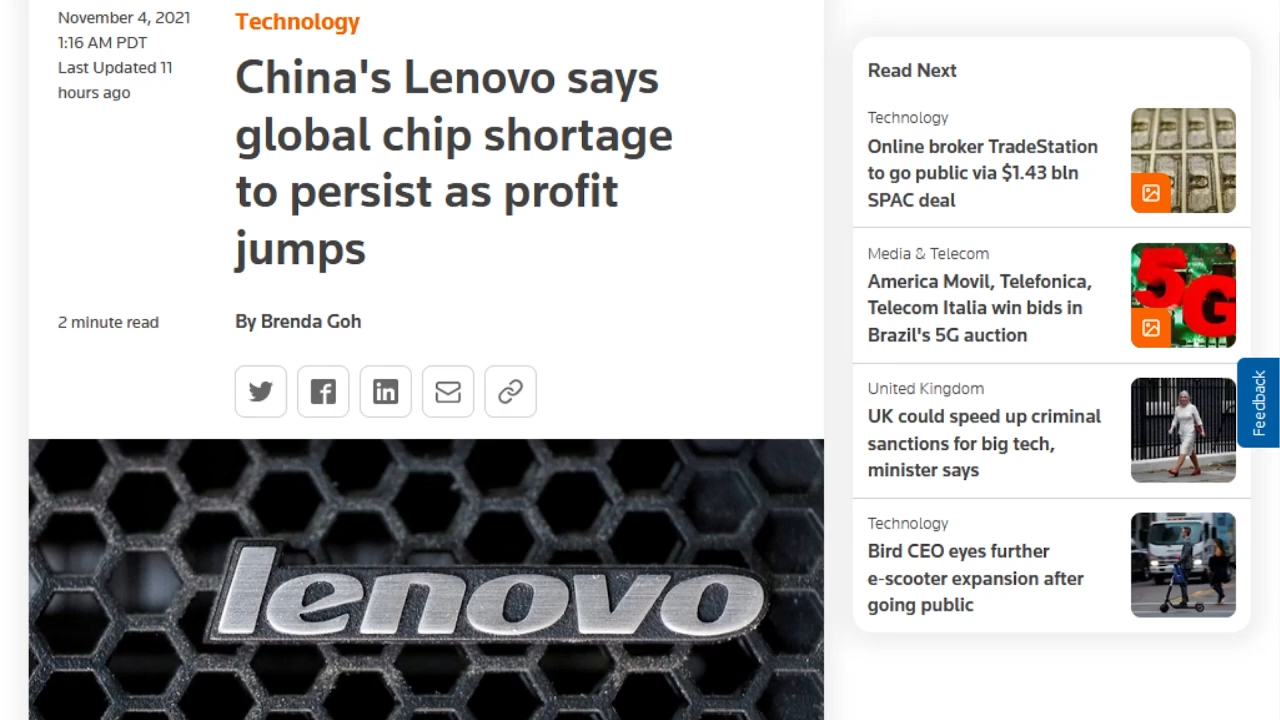 November 4, 2021
1:16 AM PDT
Last Updated 11
hours ago
Technology
China's Lenovo says
global chip shortage
to persist as profit
jumps
2 minute read
By Brenda Goh
lenovo
Read Next
Technology
Online broker TradeStation
to go public via $1.43 bln
SPAC deal
Media & Telecom
America Movil, Telefonica,
Telecom Italia win bids in
Brazil's 5G auction
5G
United Kingdom
UK could speed up criminal
sanctions for big tech,
minister says
Technology
Bird CEO eyes further
e-scooter expansion after
going public
Feedback